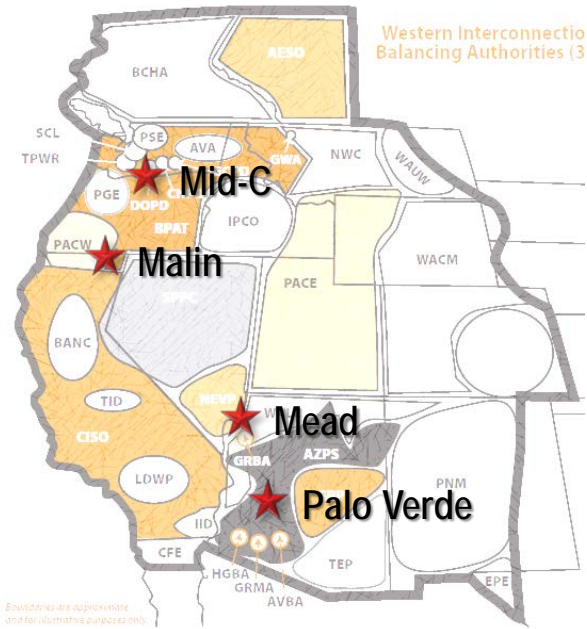 Western Interconnectio
Balancing Authorities (3
AESO
BCHA
SCL
PSE
TPWR
AVA
GWA
NWC
WAUW
Mid-C
PGE
DOPD
BPAT
IPCO
PACW
Malin
WACM
PACE
SPPC
BANC
TID
NEVP
Mead
CISO
GRBA
AZPS
LDWP
Palo Verde
PNM
IID
CFE
HGBA
GRMA
AVBA
TEP
EPE
Boundaries are approximate
and for illustrative purposes only.